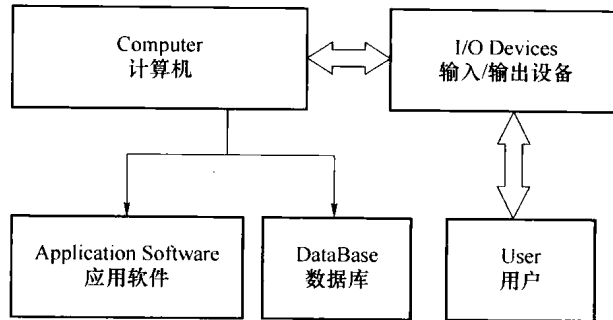 Computer
计算机
I/O Devices
输入/输出设备
Application Software
应用软件
DataBase
数据库
User
用户